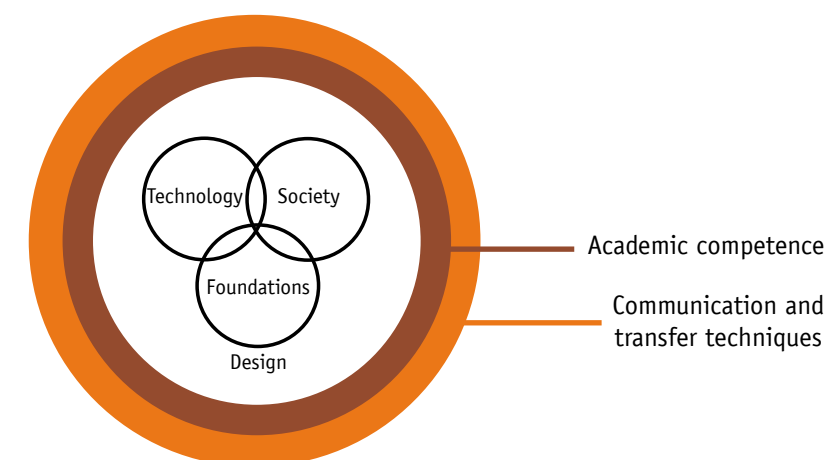 Technology
Society
Foundations
Design
Academic competence
Communication and
transfer techniques